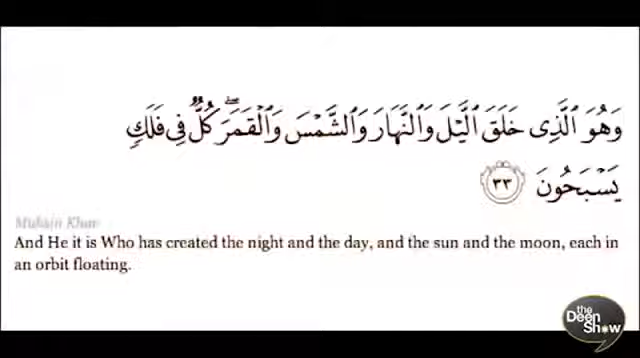 وَهُوَ ٱلَّذِى خَلَقَ ٱلَّيْلَ وَٱلنَّهَارَ وَٱلشَّمْسَ وَٱلْقَمَرَ ۖ كُلٌّ فِى فَلَكٍ
يَسْبَحُونَ ٣٣
Muhsin Khan
And He it is Who has created the night and the day, and the sun and the moon, each in
an orbit floating.
the
Deen
Show